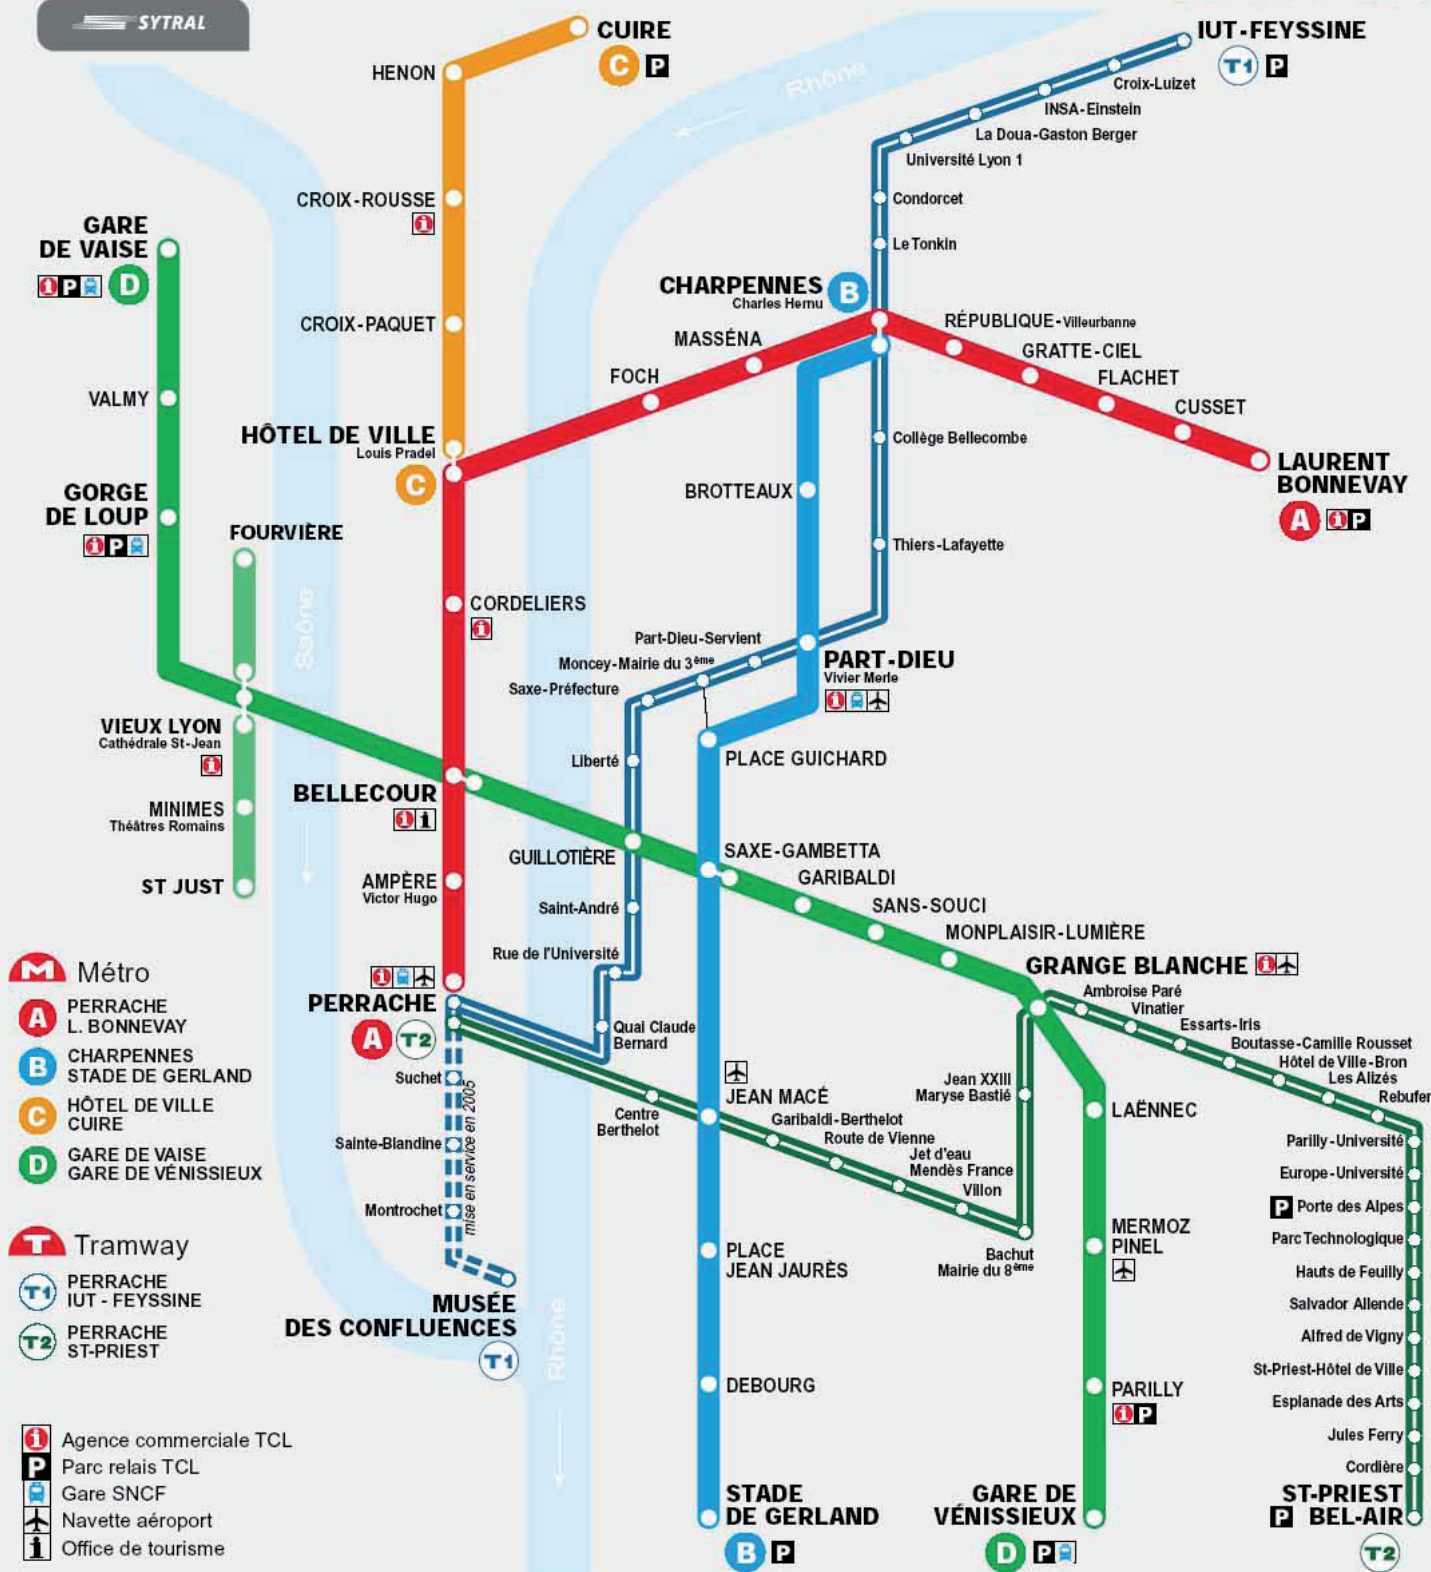 SYTRAL
CUIRE
C P
HENON
Rhône
IUT-FEYSSINE
T1 P
Croix-Luizet
INSA-Einstein
La Doua-Gaston Berger
Université Lyon 1
Condorcet
Le Tonkin
CROIX-ROUSSE
GARE
DE VAISE
P D
CHARPENNES B
Charles Hernu
CROIX-PAQUET
MASSÉNA
RÉPUBLIQUE-Villeurbanne
GRATTE-CIEL
FLACHET
CUSSET
FOCH
VALMY
HÔTEL DE VILLE
Louis Pradel
C
Collège Bellecombe
LAURENT
BONNEVAY
A P
GORGE
DE LOUP
P
BROTTEAUX
FOURVIÈRE
Thiers-Lafayette
Saône
CORDELIERS
Part-Dieu-Servient
Moncey-Mairie du 3ème
Saxe-Préfecture
PART-DIEU
Vivier Merle
VIEUX LYON
Cathédrale St-Jean
Liberté
PLACE GUICHARD
BELLECOUR
MINIMES
Théâtres Romains
GUILLOTIÈRE
SAXE-GAMBETTA
GARIBALDI
SANS-SOUCI
MONPLAISIR-LUMIÈRE
ST JUST
AMPÈRE
Victor Hugo
Saint-André
Rue de l'Université
GRANGE BLANCHE
Ambroise Paré
Vinatier
Essarts-Iris
Boutasse-Camille Rousset
Hôtel de Ville-Bron
Les Alizés
Rebufer
PERRACHE
A T2
Quai Claude
Bernard
Suchet
Sainte-Blandine
Montrochet
mise en service en 2005
Centre
Berthelot
JEAN MACÉ
Garibaldi-Berthelot
Route de Vienne
Jet d'eau
Mendès France
Villon
Jean XXIII
Maryse Bastié
Bachut
Mairie du 8ème
LAËNNEC
MERMOZ
PINEL
Parilly-Université
Europe-Université
P Porte des Alpes
Parc Technologique
Hauts de Feuilly
Salvador Allende
Alfred de Vigny
St-Priest-Hôtel de Ville
Esplanade des Arts
Jules Ferry
Cordière
MUSÉE
DES CONFLUENCES
T1
Rhône
PLACE
JEAN JAURÈS
DEBOURG
PARILLY
P
STADE
DE GERLAND
B P
GARE DE
VÉNISSIEUX
D P
ST-PRIEST
P BEL-AIR
T2
M Métro
A PERRACHE
L. BONNEVAY
B CHARPENNES
STADE DE GERLAND
C HÔTEL DE VILLE
CUIRE
D GARE DE VAISE
GARE DE VÉNISSIEUX
T Tramway
T1 PERRACHE
IUT - FEYSSINE
T2 PERRACHE
ST-PRIEST
Agence commerciale TCL
P Parc relais TCL
Gare SNCF
Navette aéroport
Office de tourisme